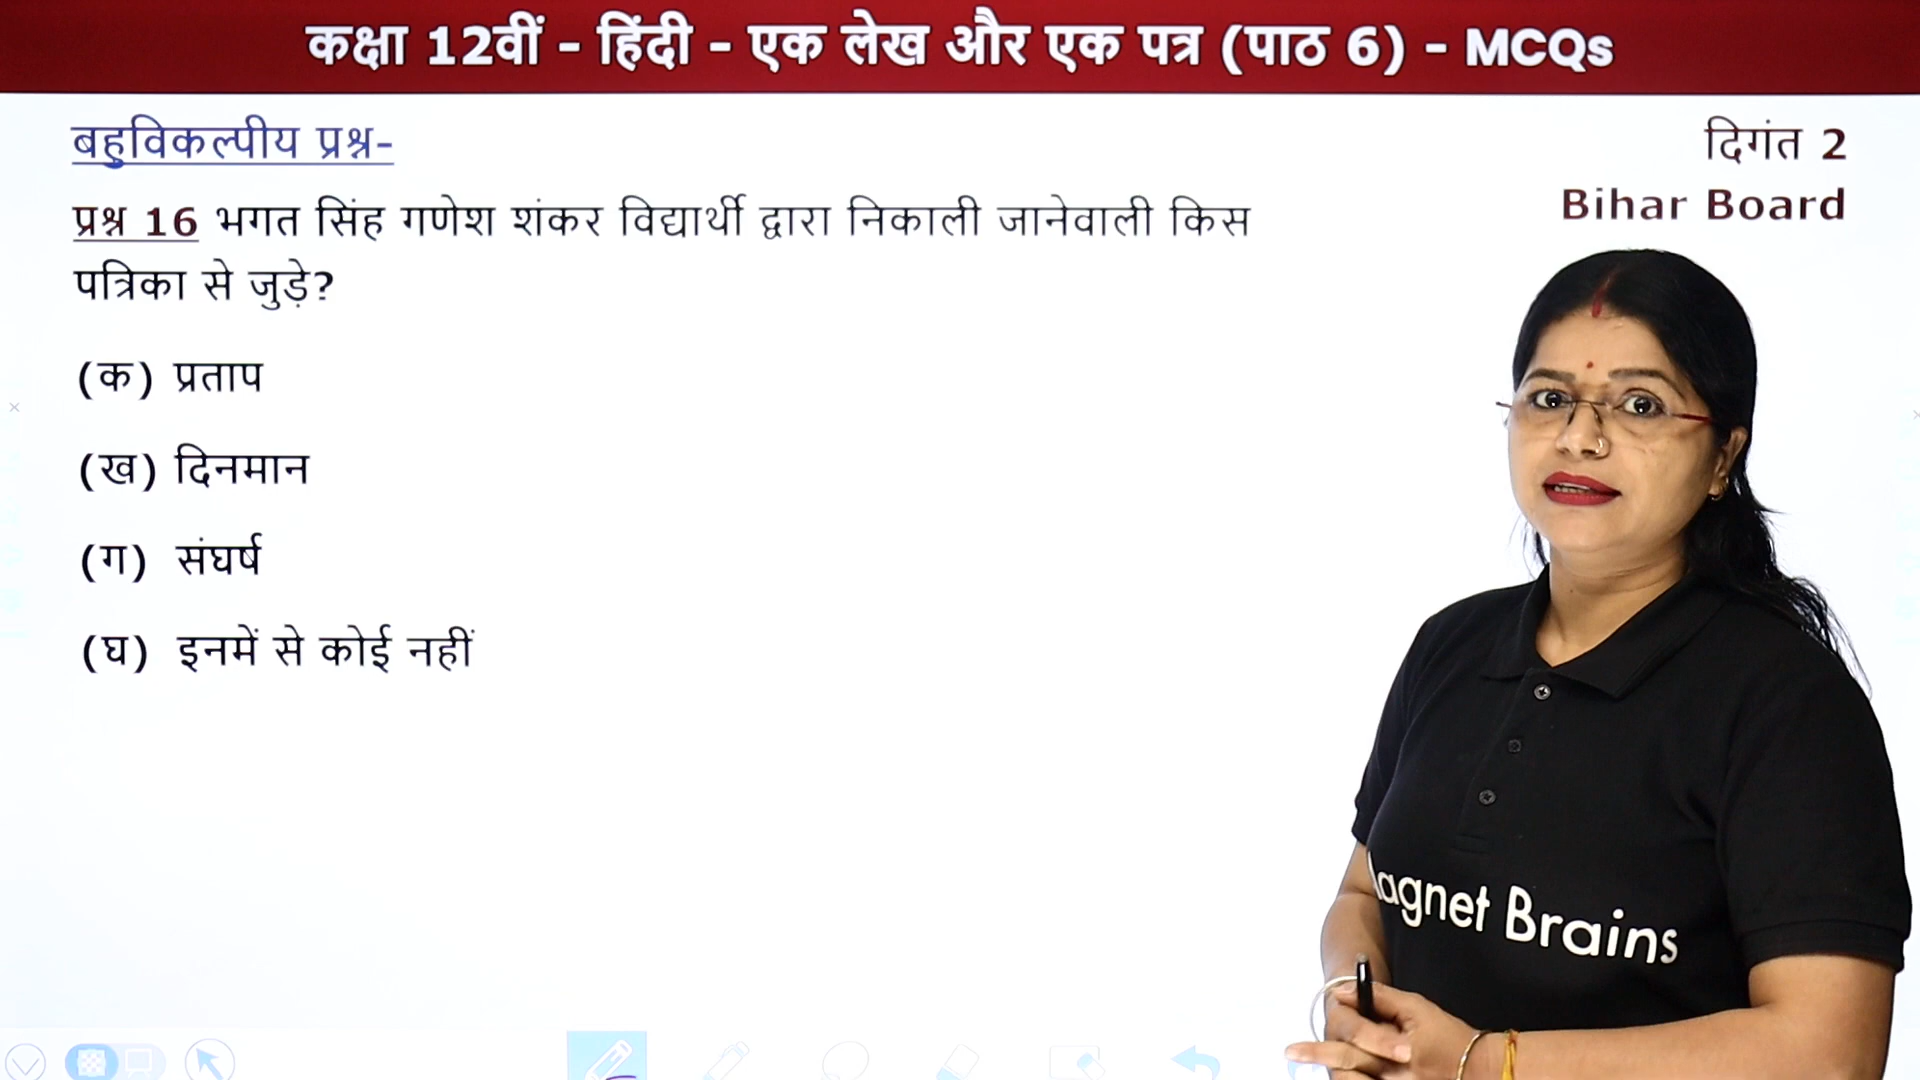 कक्षा 12वीं - हिंदी - एक लेख और एक पत्र (पाठ 6) - MCQs
बहुविकल्पीय प्रश्न-
दिगंत 2
Bihar Board
प्रश्न 16 भगत सिंह गणेश शंकर विद्यार्थी द्वारा निकाली जानेवाली किस
पत्रिका से जुड़े?
(क) प्रताप
(ख) दिनमान
(ग) संघर्ष
(घ) इनमें से कोई नहीं
agnet Brains